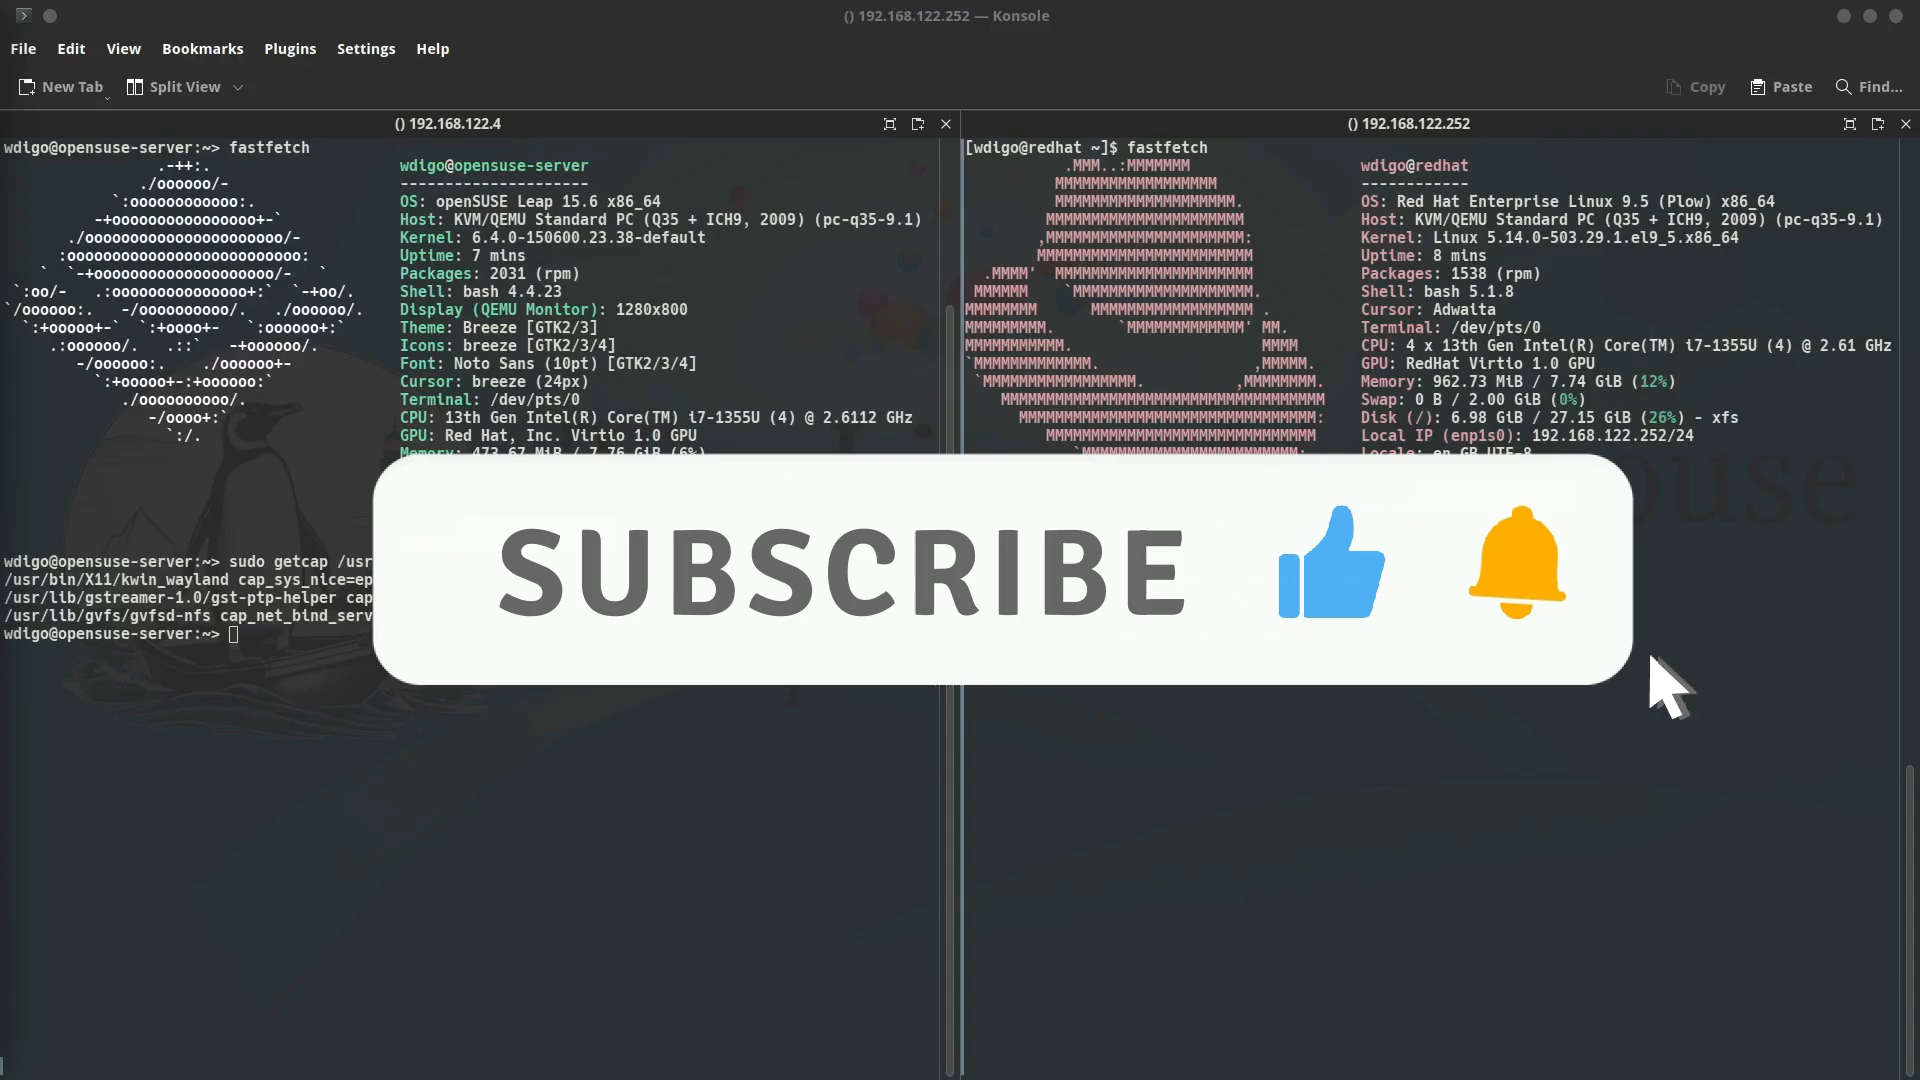 () 192.168.122.252 — Konsole
File Edit View Bookmarks Plugins Settings Help
New Tab Split View Copy Paste Find...
() 192.168.122.4
wdigo@opensuse-server:~> fastfetch
wdigo@opensuse-server
---------------------
OS: openSUSE Leap 15.6 x86_64
Host: KVM/QEMU Standard PC (Q35 + ICH9, 2009) (pc-q35-9.1)
Kernel: 6.4.0-150600.23.38-default
Uptime: 7 mins
Packages: 2031 (rpm)
Shell: bash 4.4.23
Display (QEMU Monitor): 1280x800
Theme: Breeze [GTK2/3]
Icons: breeze [GTK2/3/4]
Font: Noto Sans (10pt) [GTK2/3/4]
Cursor: breeze (24px)
Terminal: /dev/pts/0
CPU: 13th Gen Intel(R) Core(TM) i7-1355U (4) @ 2.6112 GHz
GPU: Red Hat, Inc. Virtio 1.0 GPU
Memory: 473.67 MiB / 7.76 GiB (6%)
wdigo@opensuse-server:~> sudo getcap /usr
/usr/bin/X11/kwin_wayland cap_sys_nice=ep
/usr/lib/gstreamer-1.0/gst-ptp-helper cap
/usr/lib/gvfs/gvfsd-nfs cap_net_bind_serv
wdigo@opensuse-server:~>
() 192.168.122.252
[wdigo@redhat ~]$ fastfetch
wdigo@redhat
------------
OS: Red Hat Enterprise Linux 9.5 (Plow) x86_64
Host: KVM/QEMU Standard PC (Q35 + ICH9, 2009) (pc-q35-9.1)
Kernel: Linux 5.14.0-503.29.1.el9_5.x86_64
Uptime: 8 mins
Packages: 1538 (rpm)
Shell: bash 5.1.8
Cursor: Adwaita
Terminal: /dev/pts/0
CPU: 4 x 13th Gen Intel(R) Core(TM) i7-1355U (4) @ 2.61 GHz
GPU: RedHat Virtio 1.0 GPU
Memory: 962.73 MiB / 7.74 GiB (12%)
Swap: 0 B / 2.00 GiB (0%)
Disk (/): 6.98 GiB / 27.15 GiB (26%) - xfs
Local IP (enp1s0): 192.168.122.252/24
Locale: en_GB.UTF-8
ouse
SUBSCRIBE